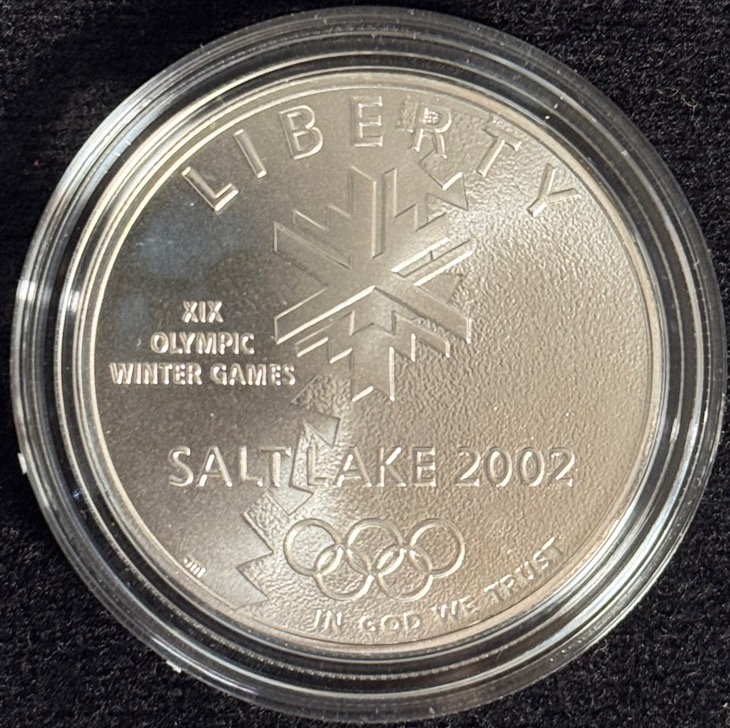 LIBERTY
XIX
OLYMPIC
WINTER GAMES
SALT LAKE 2002
IN GOD WE TRUST